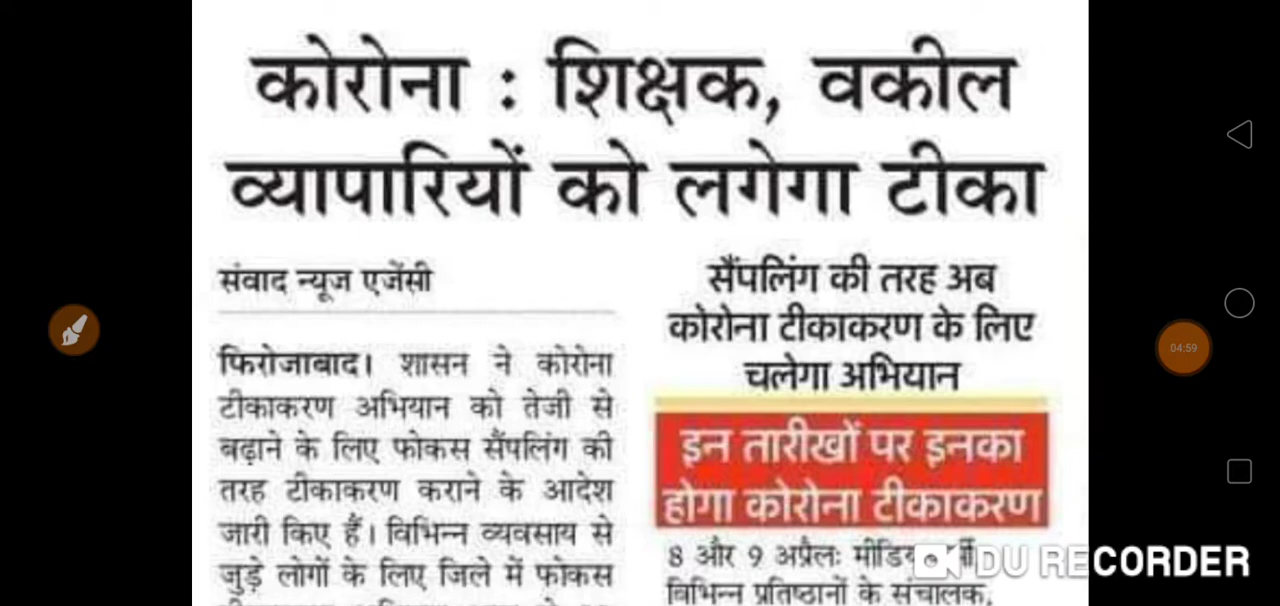 कोरोना : शिक्षक, वकील
व्यापारियों को लगेगा टीका
संवाद न्यूज एजेंसी
फिरोजाबाद। शासन ने कोरोना
टीकाकरण अभियान को तेजी से
बढ़ाने के लिए फोकस सैंपलिंग की
तरह टीकाकरण कराने के आदेश
जारी किए हैं। विभिन्न व्यवसाय से
जुड़े लोगों के लिए जिले में फोकस
सैंपलिंग की तरह अब
कोरोना टीकाकरण के लिए
चलेगा अभियान
इन तारीखों पर इनका
होगा कोरोना टीकाकरण
8 और 9 अप्रैलः
विभिन्न प्रतिष्ठानों के संचालक,
04:59
DU RECORDER